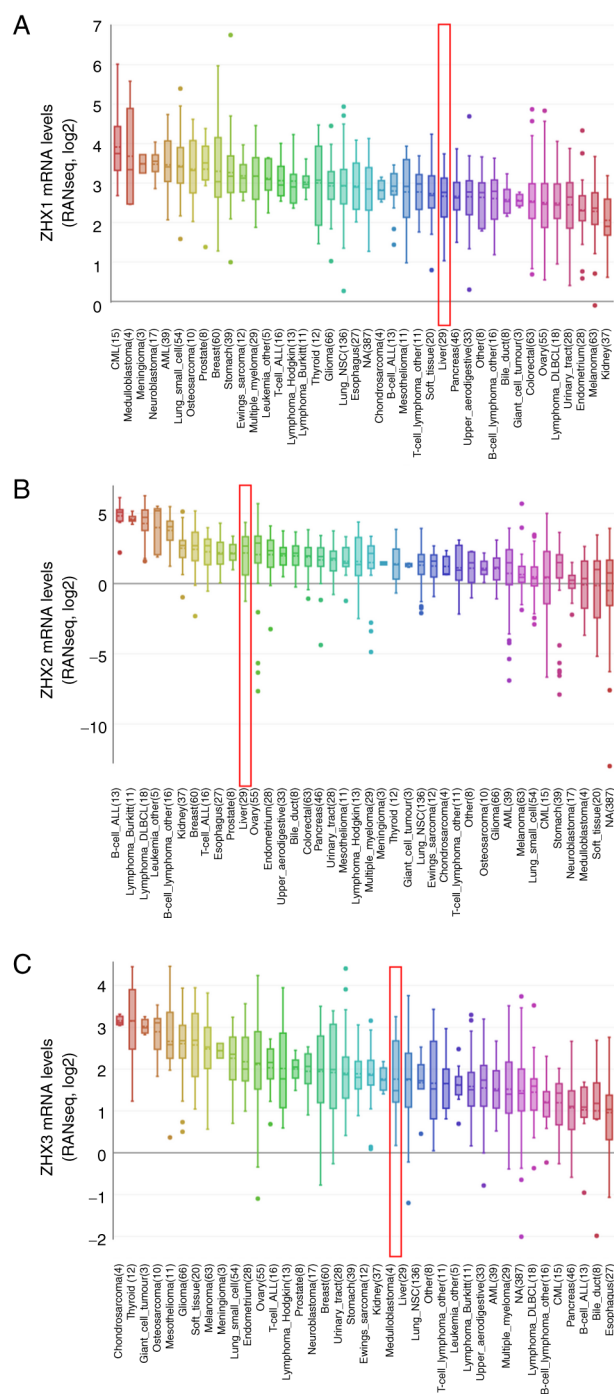 A
ZHX1 mRNA levels
(RANseq, log2)
7
6
5
4
3
2
1
0
CML(15)
Medulloblastoma(4)
Meningioma(3)
Neuroblastoma(17)
AML(39)
Lung_small_cell(54)
Osteosarcoma(10)
Prostate(8)
Breast(60)
Stomach(39)
Ewings_sarcoma(12)
Multiple_myeloma(29)
Leukemia_other(5)
T-cell_ALL(16)
Lymphoma_Hodgkin(13)
Lymphoma_Burkitt(11)
Thyroid (12)
Glioma(66)
Lung_NSC(136)
Esophagus(27)
NA(387)
Chondrosarcoma(4)
B-cell_ALL(13)
Mesothelioma(11)
T-cell_lymphoma_other(11)
Soft_tissue(20)
Liver(29)
Pancreas(46)
Upper_aerodigestive(33)
Other(8)
B-cell_lymphoma_other(16)
Bile_duct(8)
Giant_cell_tumour(3)
Colorectal(63)
Ovary(55)
Lymphoma_DLBCL(18)
Urinary_tract(28)
Endometrium(28)
Melanoma(63)
Kidney(37)
B
ZHX2 mRNA levels
(RANseq, log2)
5
0
−5
−10
B-cell_ALL(13)
Lymphoma_Burkitt(11)
Lymphoma_DLBCL(18)
Leukemia_other(5)
B-cell_lymphoma_other(16)
Kidney(37)
Breast(60)
T-cell_ALL(16)
Esophagus(27)
Prostate(8)
Liver(29)
Ovary(55)
Endometrium(28)
Upper_aerodigestive(33)
Bile_duct(8)
Colorectal(63)
Pancreas(46)
Urinary_tract(28)
Mesothelioma(11)
Lymphoma_Hodgkin(13)
Multiple_myeloma(29)
Meningioma(3)
Thyroid (12)
Giant_cell_tumour(3)
Lung_NSC(136)
Ewings_sarcoma(12)
Chondrosarcoma(4)
T-cell_lymphoma_other(11)
Other(8)
Osteosarcoma(10)
Glioma(66)
AML(39)
Melanoma(63)
Lung_small_cell(54)
CML(15)
Stomach(39)
Neuroblastoma(17)
Medulloblastoma(4)
Soft_tissue(20)
NA(387)
C
ZHX3 mRNA levels
(RANseq, log2)
4
3
2
1
0
−1
−2
Chondrosarcoma(4)
Thyroid (12)
Giant_cell_tumour(3)
Osteosarcoma(10)
Mesothelioma(11)
Glioma(66)
Soft_tissue(20)
Melanoma(63)
Meningioma(3)
Lung_small_cell(54)
Endometrium(28)
Ovary(55)
T-cell_ALL(16)
Lymphoma_Hodgkin(13)
Prostate(8)
Neuroblastoma(17)
Breast(60)
Urinary_tract(28)
Stomach(39)
Ewings_sarcoma(12)
Kidney(37)
Medulloblastoma(4)
Liver(29)
Lung_NSC(136)
Other(8)
T-cell_lymphoma_other(11)
Leukemia_other(5)
Lymphoma_Burkitt(11)
Upper_aerodigestive(33)
AML(39)
Multiple_myeloma(29)
NA(387)
Lymphoma_DLBCL(18)
B-cell_lymphoma_other(16)
CML(15)
Pancreas(46)
B-cell_ALL(13)
Bile_duct(8)
Esophagus(27)